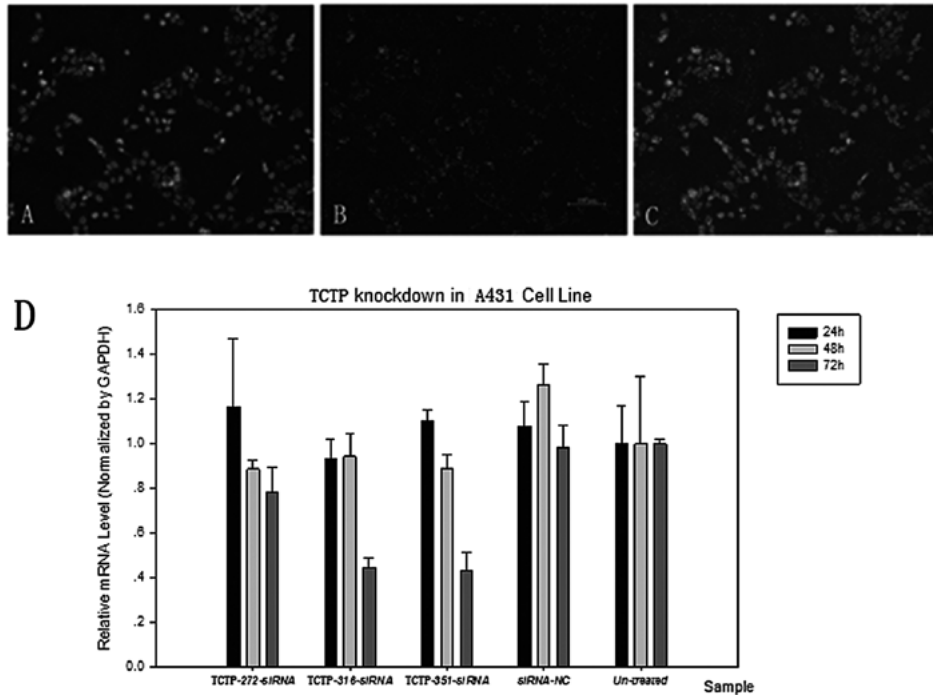 A
B
C
D
TCTP knockdown in A431 Cell Line
Relative mRNA Level (Normalized by GAPDH)
1.6
1.4
1.2
1.0
.8
.6
.4
.2
0.0
24h
48h
72h
TCTP-272-siRNA
TCTP-316-siRNA
TCTP-351-siRNA
siRNA-NC
Un-treated
Sample